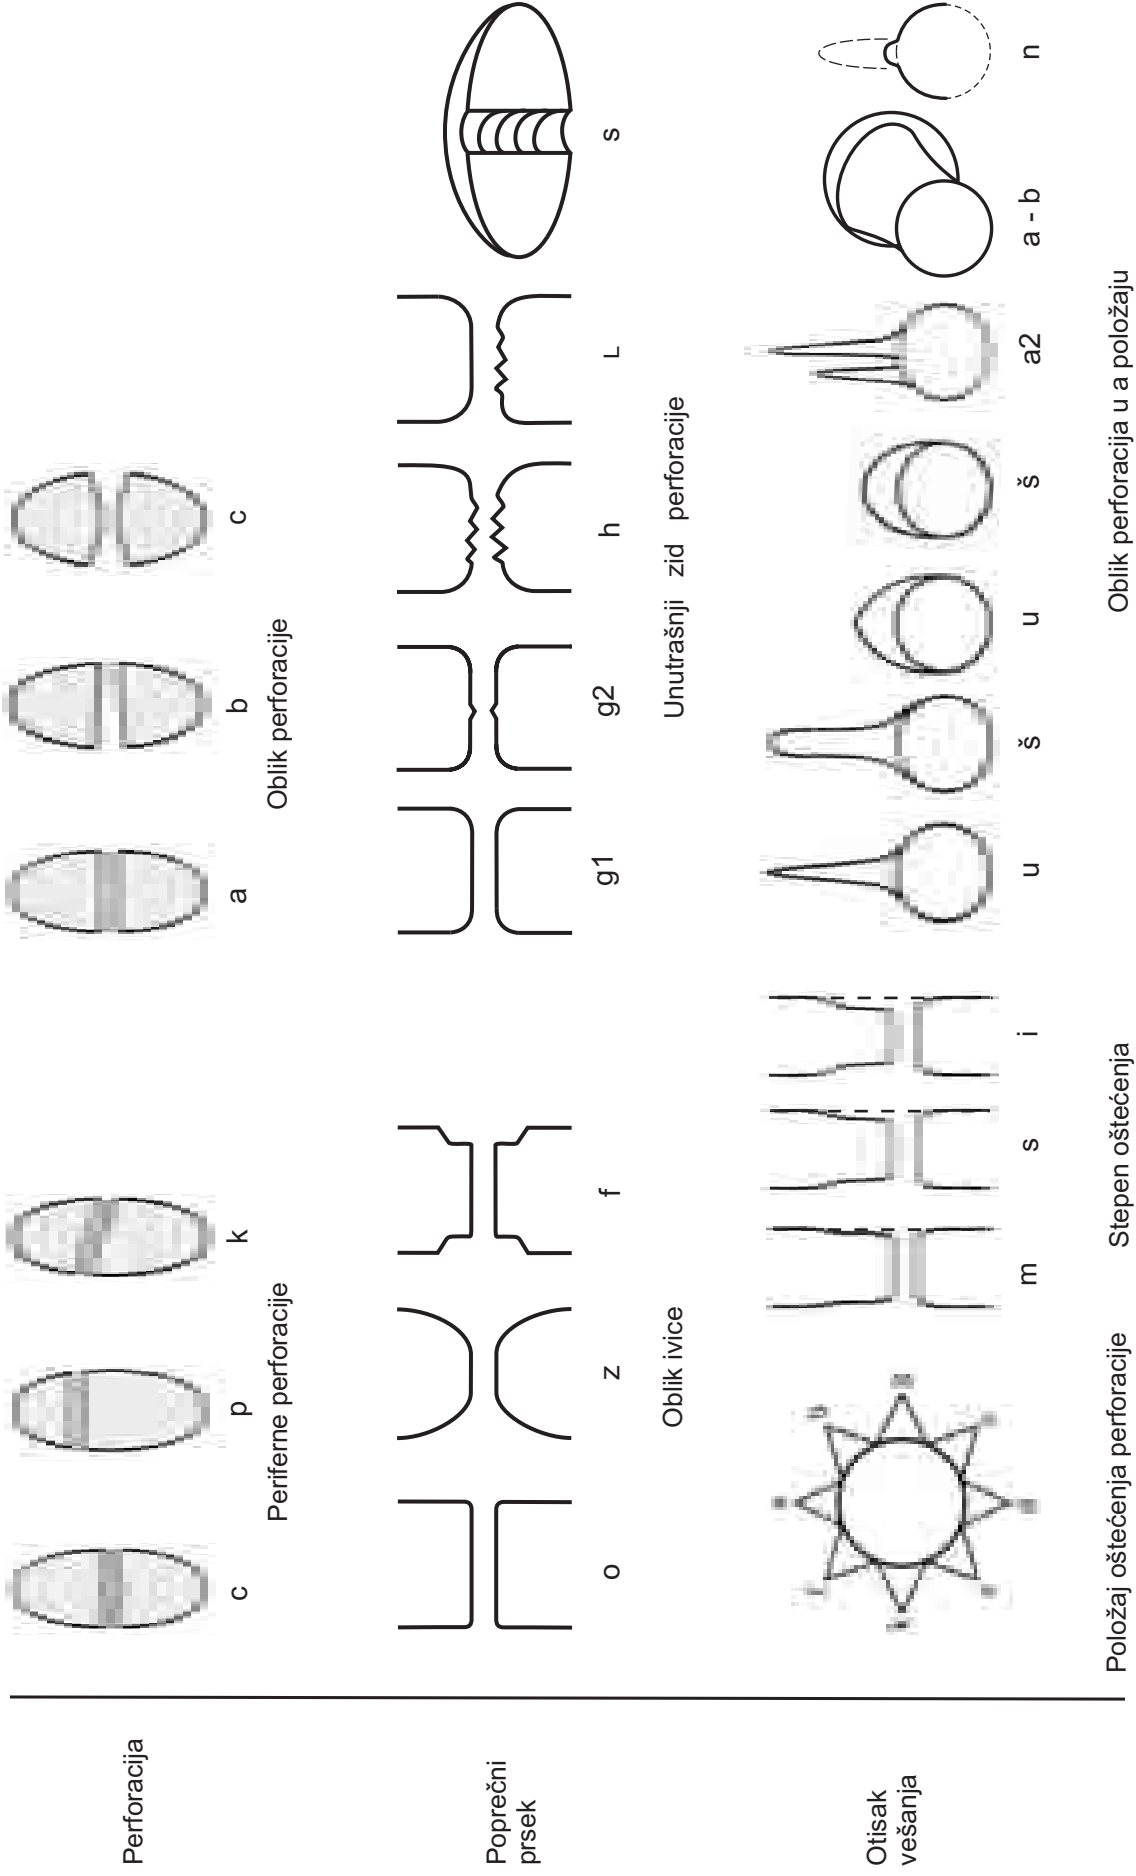 Perforacija
c
p
k
a
b
c
Periferne perforacije
Oblik perforacije
Poprečni
prsek
o
z
f
g1
g2
h
L
s
Oblik ivice
Unutrašnji zid perforacije
Otisak
vešanja
m
s
i
u
š
u
š
a2
a - b
n
Položaj oštećenja perforacije
Stepen oštećenja
Oblik perforacija u a položaju